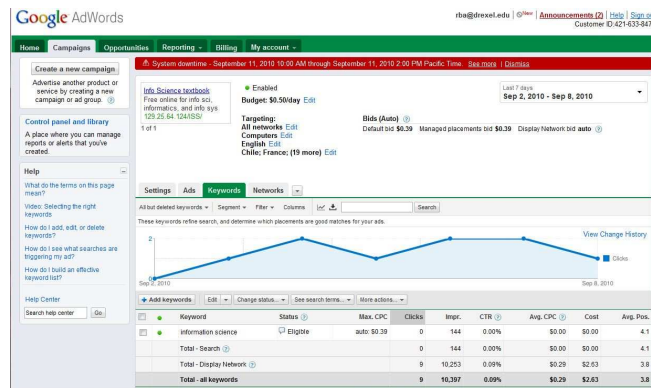 Google AdWords
rba@drexel.edu | New | Announcements (2) | Help | Sign ou
Customer ID:421-633-847
Home Campaigns Opportunities Reporting Billing My account
Create a new campaign
Advertise another product or
service by creating a new
campaign or ad group.
Control panel and library
A place where you can manage
reports or alerts that you've
created.
Help
What do the terms on this page
mean?
Video: Selecting the right
keywords
How do I add, edit, or delete
keywords?
How do I see what searches are
triggering my ad?
How do I build an effective
keyword list?
Help Center
Search help center Go
System downtime - September 11, 2010 10:00 AM through September 11, 2010 2:00 PM Pacific Time. See more | Dismiss
Info Science textbook
Free online for info sci,
informatics, and info sys
129.25.64.124/ISS/
1 of 1
Enabled
Budget: $0.50/day Edit
Targeting:
All networks Edit
Computers Edit
English Edit
Chile; France; (19 more) Edit
Bids (Auto)
Default bid $0.39 Managed placements bid $0.39 Display Network bid auto
Last 7 days
Sep 2, 2010 - Sep 8, 2010
Settings Ads Keywords Networks
All but deleted keywords Segment Filter Columns Search
These keywords refine search, and determine which placements are good matches for your ads.
View Change History
2
0
Clicks
Sep 2, 2010 Sep 8, 2010
Add keywords Edit Change status... See search terms... More actions...
Keyword Status Max. CPC Clicks Impr. CTR Avg. CPC Cost Avg. Pos.
information science Eligible auto: $0.39 0 144 0.00% $0.00 $0.00 4.1
Total - Search 0 144 0.00% $0.00 $0.00 4.1
Total - Display Network 9 10,253 0.09% $0.29 $2.63 3.8
Total - all keywords 9 10,397 0.09% $0.29 $2.63 3.8